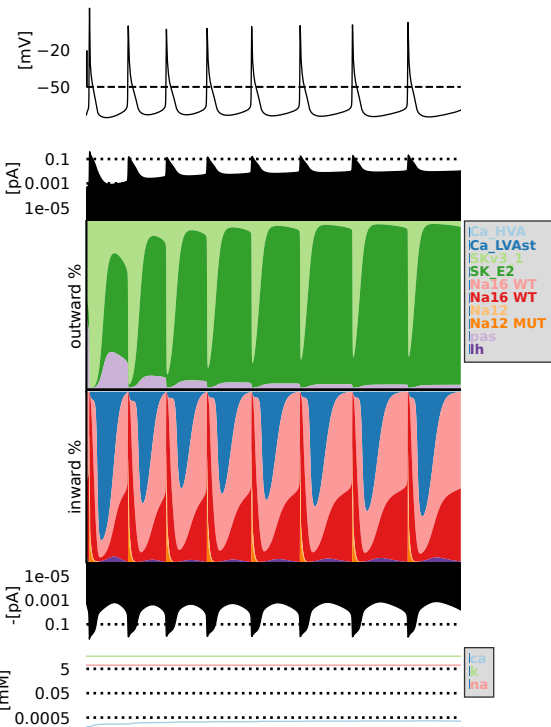 [mV]
−20
−50
[pA]
0.1
0.001
1e-05
outward %
Ca_HVA
Ca_LVAst
SKv3_1
SK_E2
Na16 WT
Na16 WT
Na12
Na12 MUT
pas
Ih
inward %
-[pA]
1e-05
0.001
0.1
[mM]
5
0.05
0.0005
ca
k
na